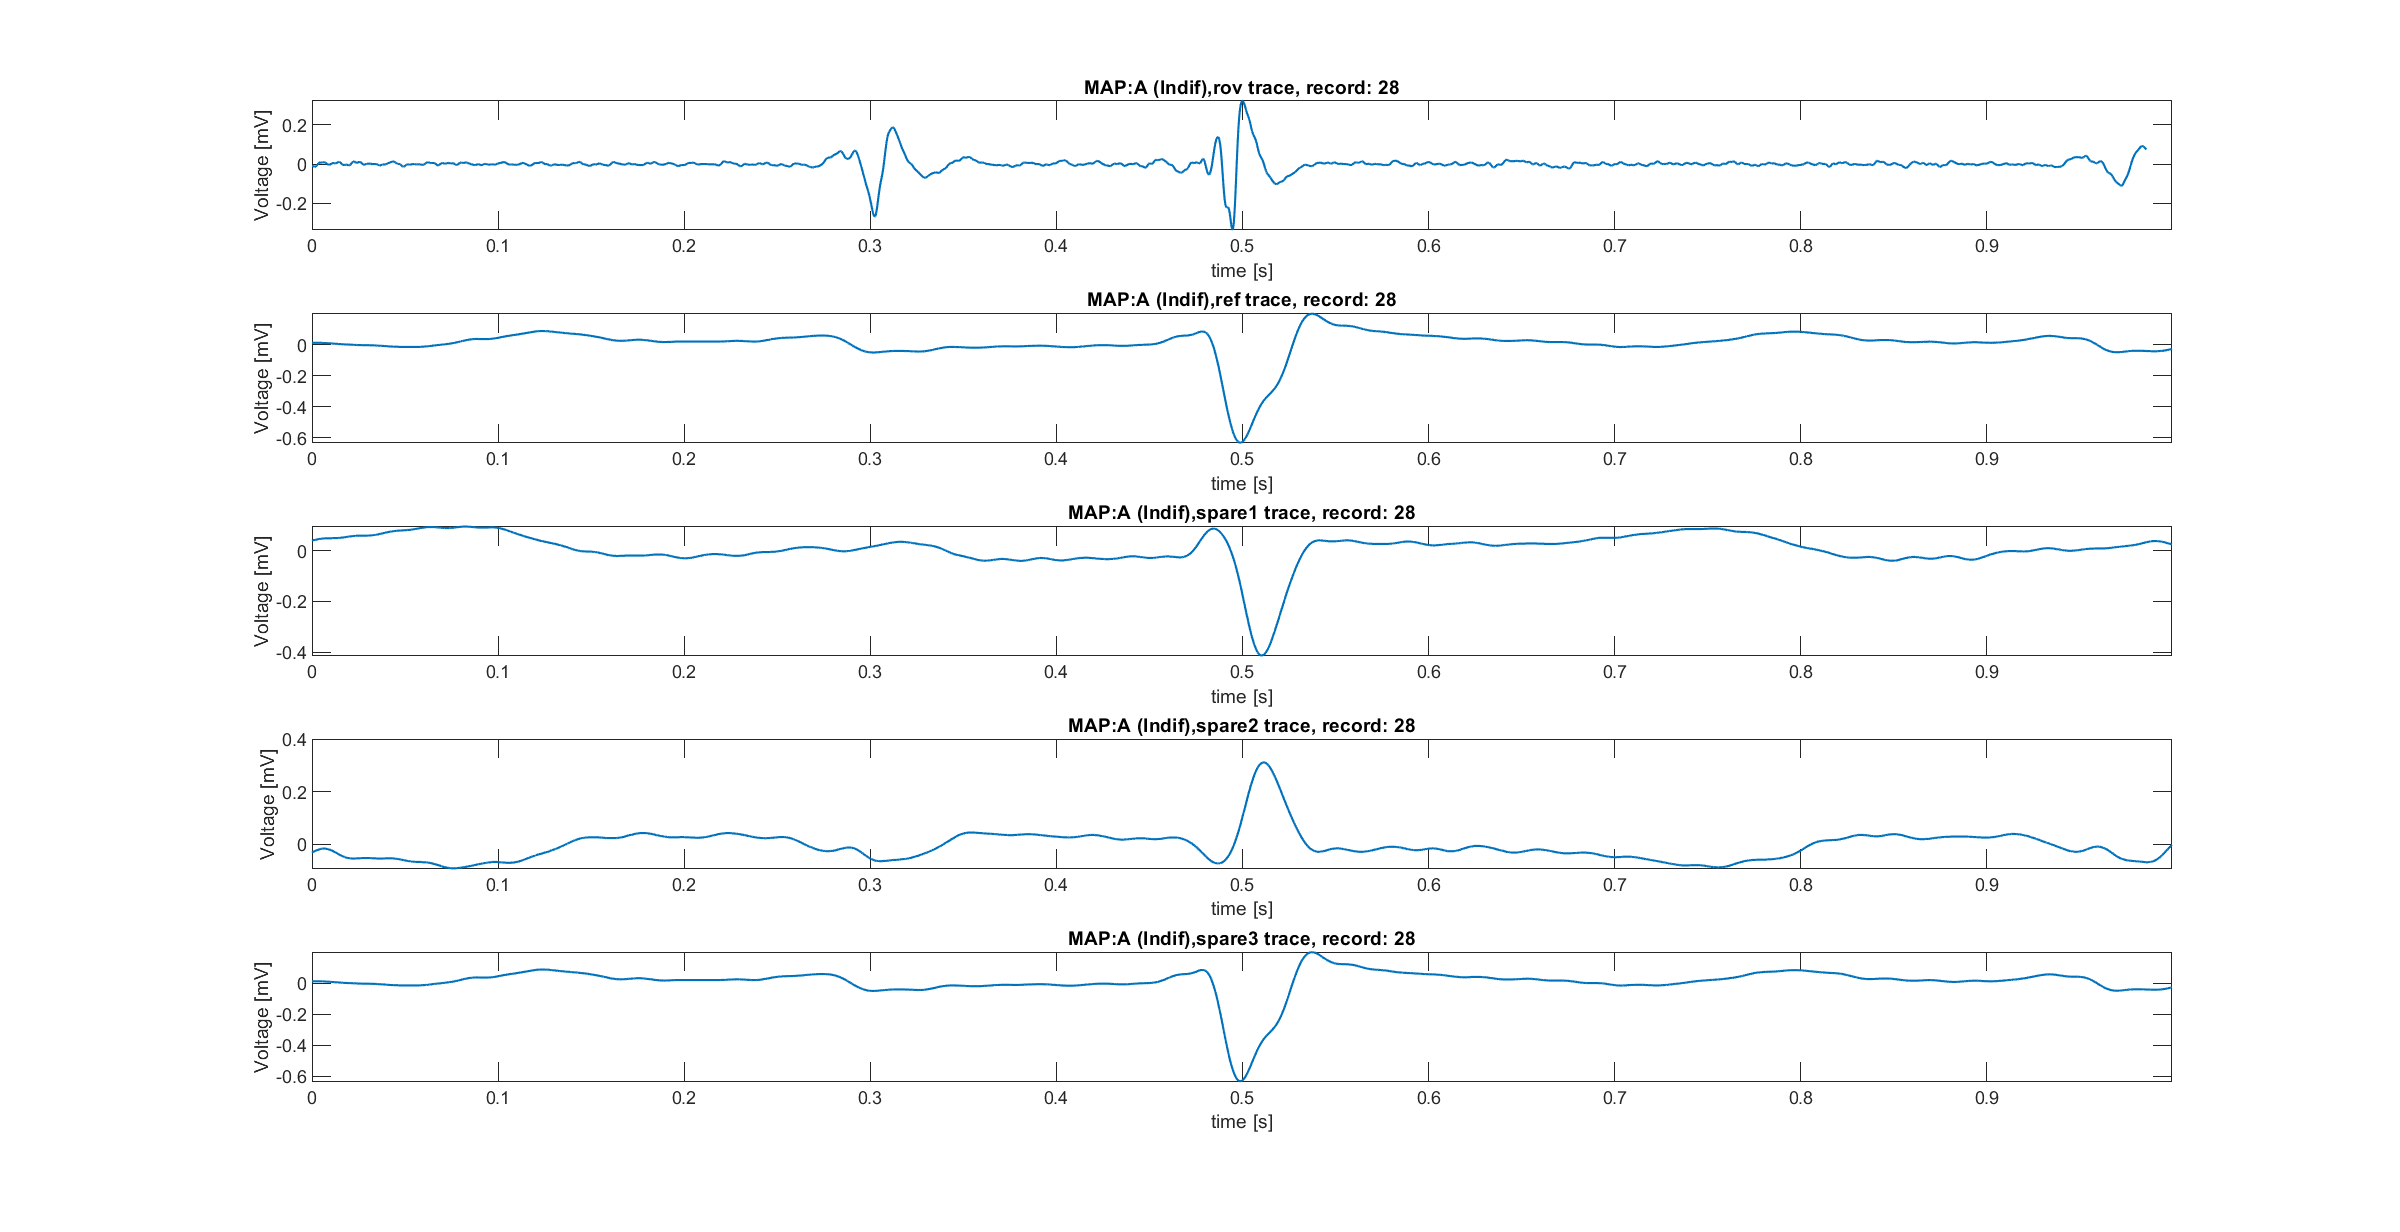 MAP:A (Indif),rov trace, record: 28
Voltage [mV]
0.2
0
-0.2
0 0.1 0.2 0.3 0.4 0.5 0.6 0.7 0.8 0.9
time [s]
MAP:A (Indif),ref trace, record: 28
Voltage [mV]
0
-0.2
-0.4
-0.6
0 0.1 0.2 0.3 0.4 0.5 0.6 0.7 0.8 0.9
time [s]
MAP:A (Indif),spare1 trace, record: 28
Voltage [mV]
0
-0.2
-0.4
0 0.1 0.2 0.3 0.4 0.5 0.6 0.7 0.8 0.9
time [s]
MAP:A (Indif),spare2 trace, record: 28
Voltage [mV]
0.4
0.2
0
0 0.1 0.2 0.3 0.4 0.5 0.6 0.7 0.8 0.9
time [s]
MAP:A (Indif),spare3 trace, record: 28
Voltage [mV]
0
-0.2
-0.4
-0.6
0 0.1 0.2 0.3 0.4 0.5 0.6 0.7 0.8 0.9
time [s]